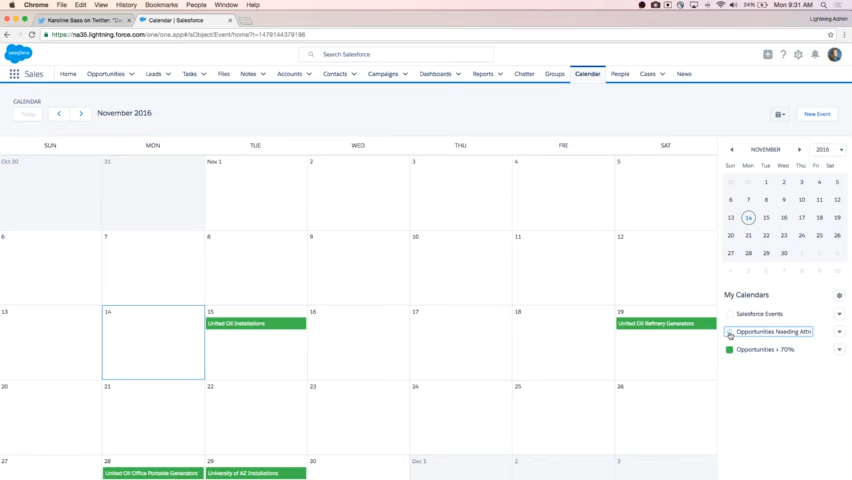 Chrome File Edit View History Bookmarks People Window Help 24% Mon 9:31 AM
Karoline Sass on Twitter: "Day
Calendar | Salesforce
Lightning Admin
https://na35.lightning.force.com/one/one.app#/sObject/Event/home?t=1479144379196
salesforce
Search Salesforce
Sales Home Opportunities Leads Tasks Files Notes Accounts Contacts Campaigns Dashboards Reports Chatter Groups Calendar People Cases News
CALENDAR
Today November 2016 New Event
SUN MON TUE WED THU FRI SAT
Oct 30 31 Nov 1 2 3 4 5
6 7 8 9 10 11 12
13 14 15 16 17 18 19
United Oil Installations
United Oil Refinery Generators
20 21 22 23 24 25 26
27 28 29 30 Dec 1 2 3
United Oil Office Portable Generators
University of AZ Installations
NOVEMBER 2016
Sun Mon Tue Wed Thu Fri Sat
30 31 1 2 3 4 5
6 7 8 9 10 11 12
13 14 15 16 17 18 19
20 21 22 23 24 25 26
27 28 29 30 1 2 3
4 5 6 7 8 9 10
My Calendars
Salesforce Events
Opportunities Needing Attn
Opportunities > 70%